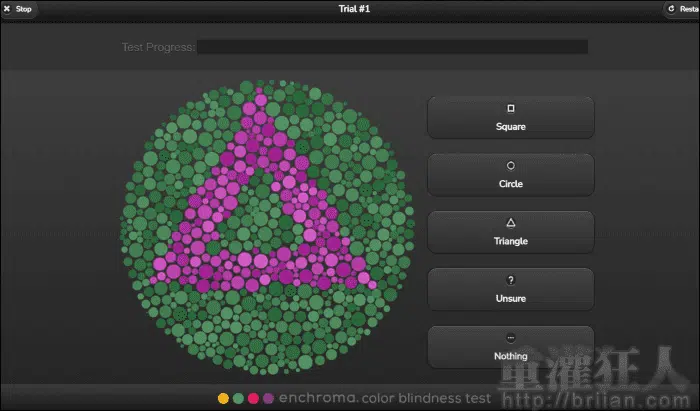 Stop
Trial #1
Resta
Test Progress:
Square
Circle
Triangle
Unsure
Nothing
enchroma. color blindness test
重灌狂人
http://briian.com